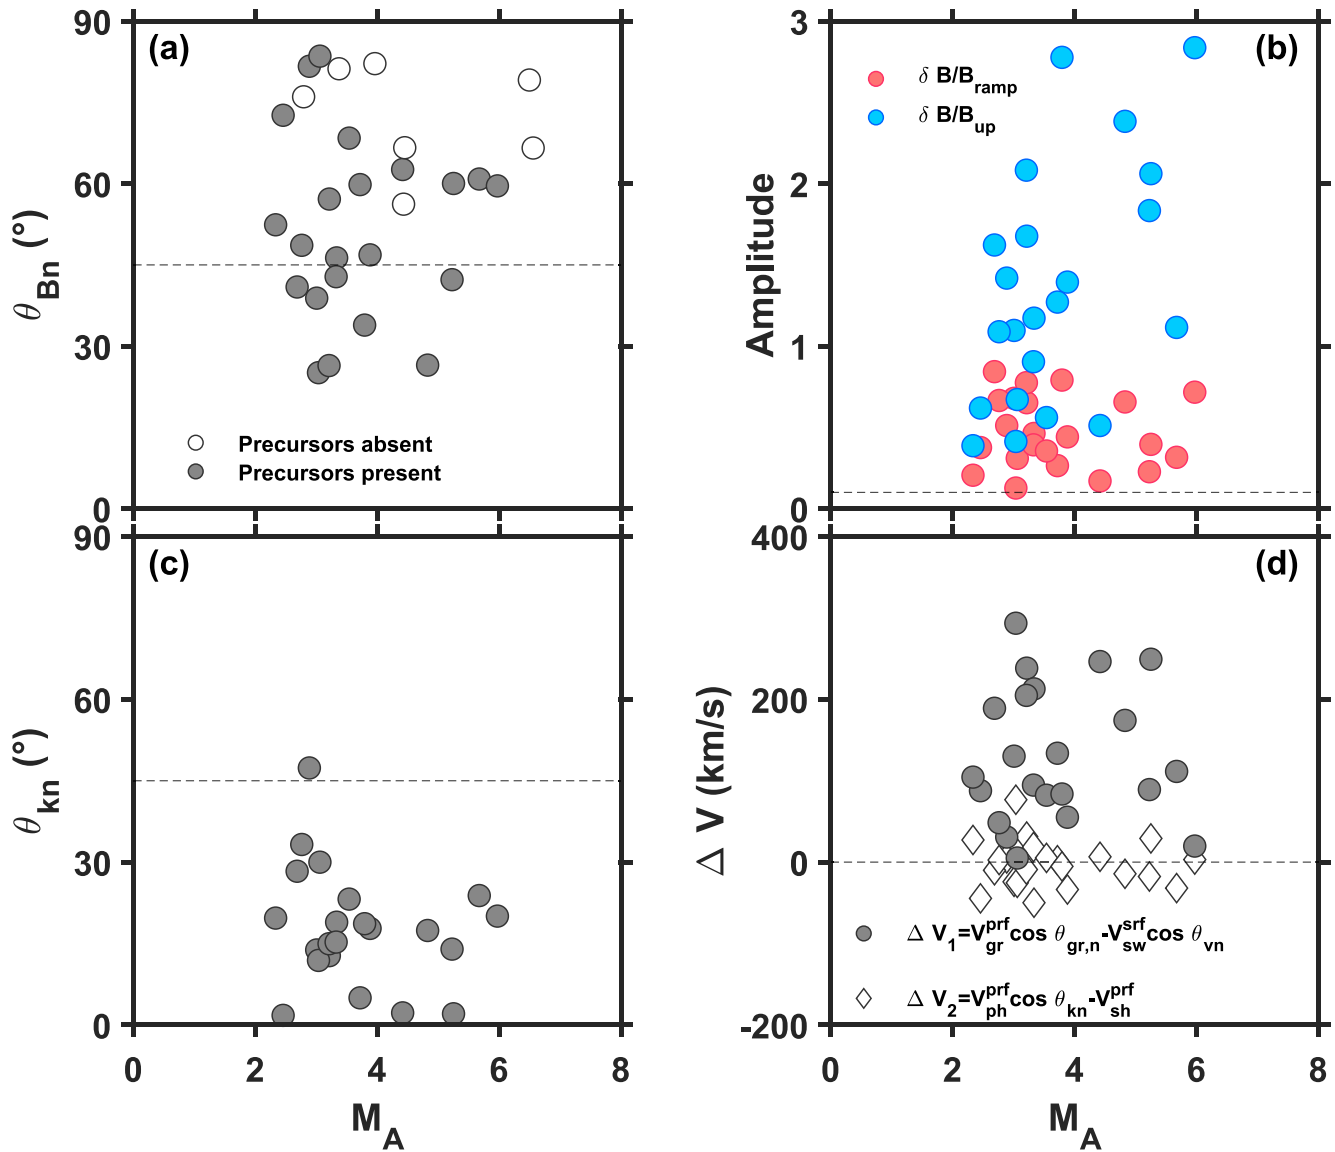 90
60
30
0
θBn (°)
(a)
Precursors absent
Precursors present
3
2
1
0
Amplitude
(b)
δ B/Bramp
δ B/Bup
90
60
30
0
θkn (°)
(c)
0 2 4 6 8
MA
400
200
0
-200
Δ V (km/s)
(d)
Δ V1=Vgrprfcos θgr,n-Vswsrfcos θvn
Δ V2=Vphprfcos θkn-Vshprf
0 2 4 6 8
MA